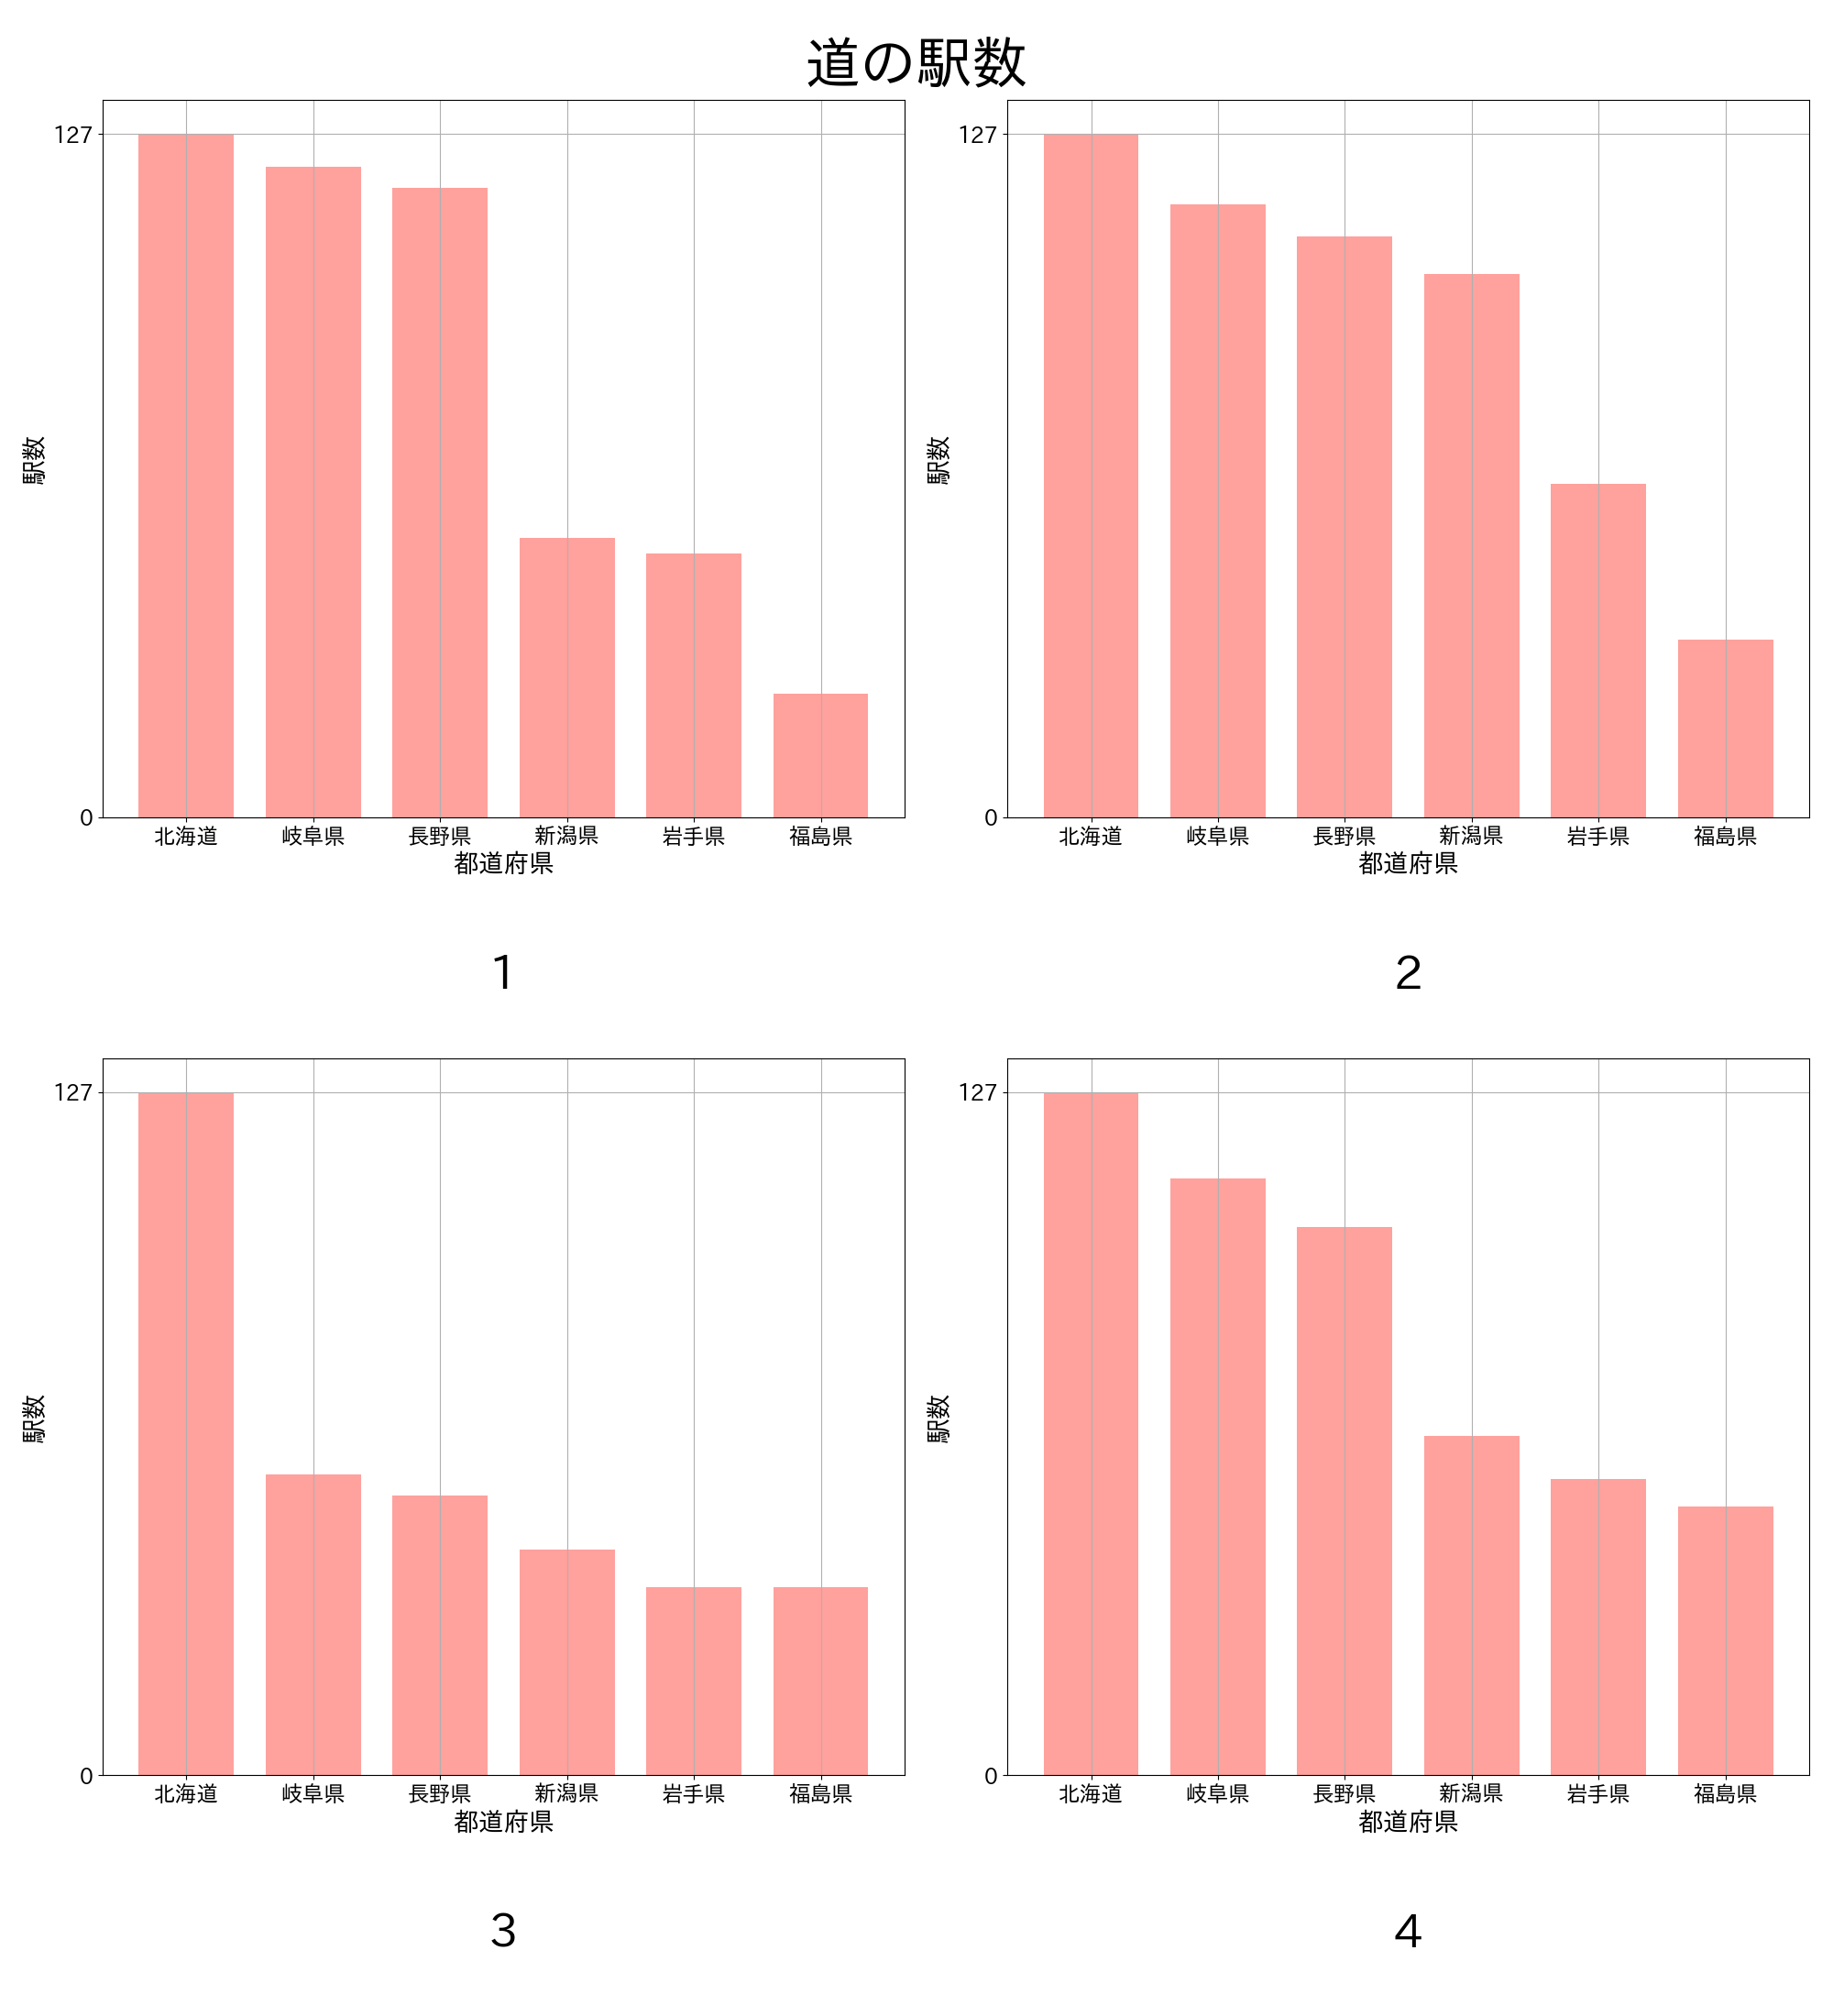 道の駅数
127
0
駅数
北海道 岐阜県 長野県 新潟県 岩手県 福島県
都道府県
1
127
0
駅数
北海道 岐阜県 長野県 新潟県 岩手県 福島県
都道府県
2
127
0
駅数
北海道 岐阜県 長野県 新潟県 岩手県 福島県
都道府県
3
127
0
駅数
北海道 岐阜県 長野県 新潟県 岩手県 福島県
都道府県
4